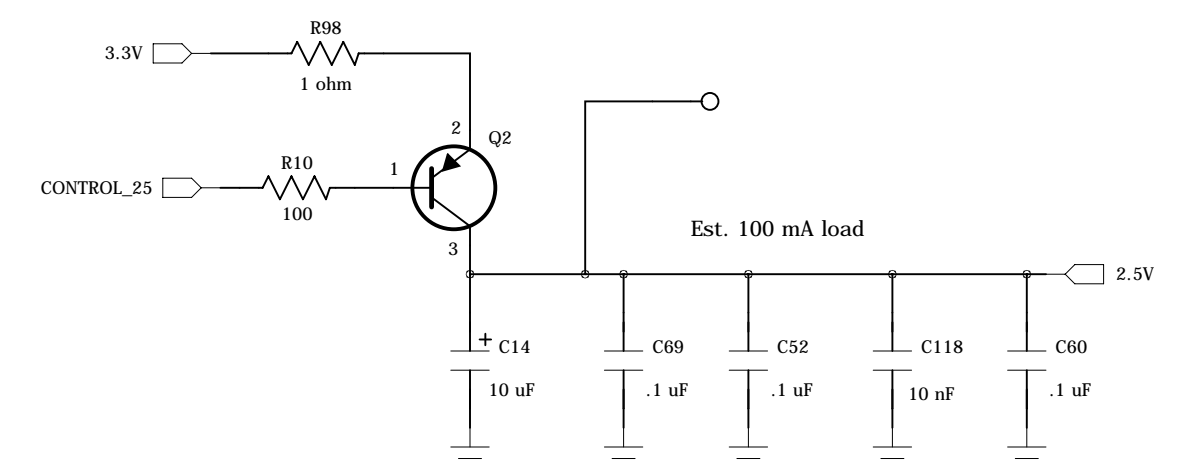 R98
3.3V
1 ohm
2
Q2
R10
1
CONTROL_25
100
3
Est. 100 mA load
2.5V
+
C14
C69
C52
C118
C60
10 uF
.1 uF
.1 uF
10 nF
.1 uF